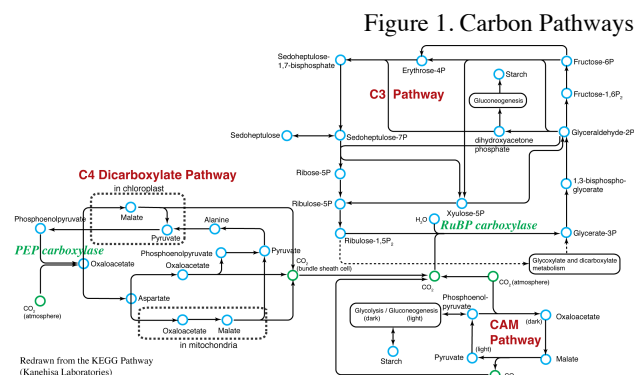 Figure 1. Carbon Pathways
Sedoheptulose-
1,7-bisphosphate
Erythrose-4P
Fructose-6P
C3 Pathway
Starch
Gluconeogenesis
Fructose-1,6P2
Sedoheptulose
Sedoheptulose-7P
dihydroxyacetone
phosphate
Glyceraldehyde-2P
C4 Dicarboxylate Pathway
in chloroplast
Ribose-5P
1,3-bisphospho-
glycerate
Malate
Ribulose-5P
Xyulose-5P
Phosphoenolpyruvate
Pyruvate
Alanine
H2O
RuBP carboxylase
PEP carboxylase
Ribulose-1,5P2
Glycerate-3P
Oxaloacetate
Phosphoenolpyruvate
Pyruvate
Oxaloacetate
CO2
(bundle sheath cell)
Glyoxylate and dicarboxylate
metabolism
CO2
(atmosphere)
Aspartate
CO2
CO2 (atmosphere)
Oxaloacetate
Malate
in mitochondria
Glycolysis / Gluconeogenesis
(dark)
(light)
Phosphoenol-
pyruvate
(dark)
Oxaloacetate
CAM
Pathway
Starch
Pyruvate
(light)
Malate
Redrawn from the KEGG Pathway
(Kanehisa Laboratories)
CO2